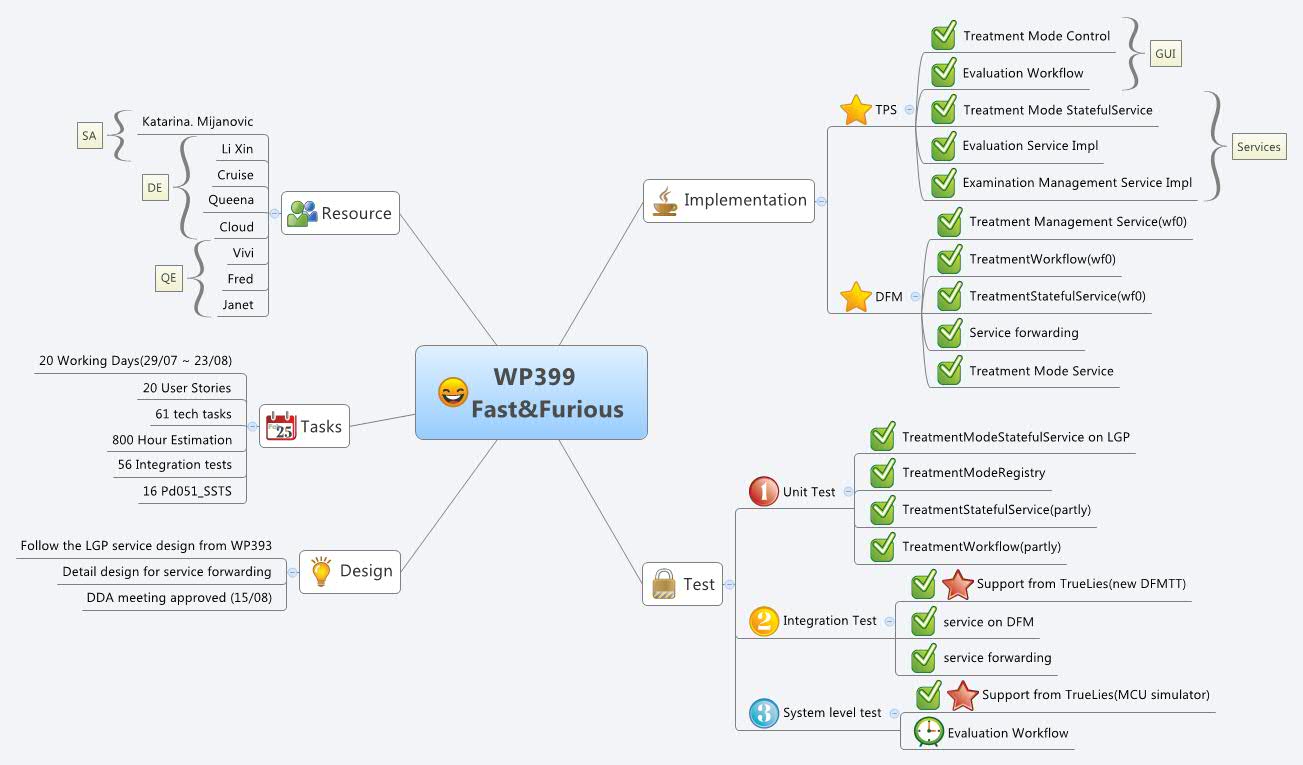 WP399
Fast&Furious
Implementation
TPS
Treatment Mode Control
Evaluation Workflow
GUI
Treatment Mode StatefulService
Evaluation Service Impl
Examination Management Service Impl
Services
DFM
Treatment Management Service(wf0)
TreatmentWorkflow(wf0)
TreatmentStatefulService(wf0)
Service forwarding
Treatment Mode Service
Test
1
Unit Test
TreatmentModeStatefulService on LGP
TreatmentModeRegistry
TreatmentStatefulService(partly)
TreatmentWorkflow(partly)
2
Integration Test
Support from TrueLies(new DFMTT)
service on DFM
service forwarding
3
System level test
Support from TrueLies(MCU simulator)
Evaluation Workflow
Resource
SA
Katarina. Mijanovic
DE
Li Xin
Cruise
Queena
Cloud
QE
Vivi
Fred
Janet
25
Tasks
20 Working Days(29/07 ~ 23/08)
20 User Stories
61 tech tasks
800 Hour Estimation
56 Integration tests
16 Pd051_SSTS
Design
Follow the LGP service design from WP393
Detail design for service forwarding
DDA meeting approved (15/08)